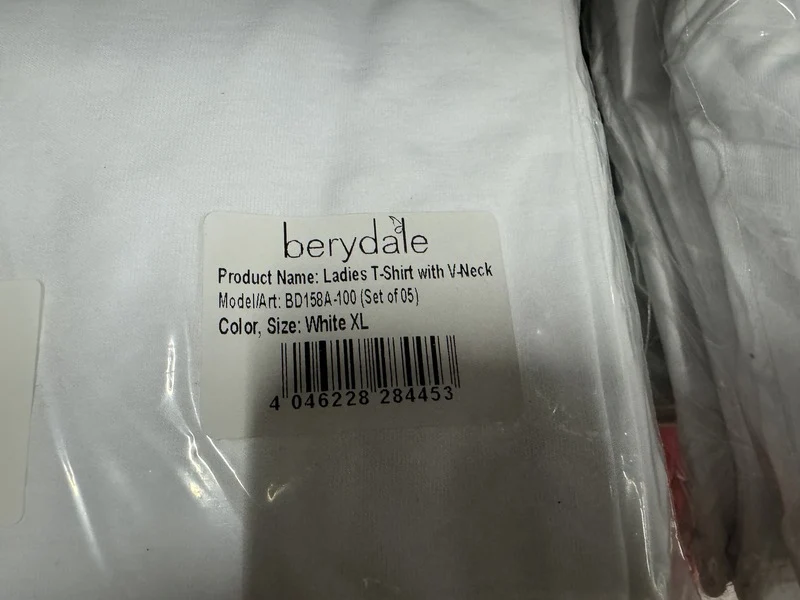 berydale
Product Name: Ladies T-Shirt with V-Neck
Model/Art: BD158A-100 (Set of 05)
Color, Size: White XL
4 046228 284453